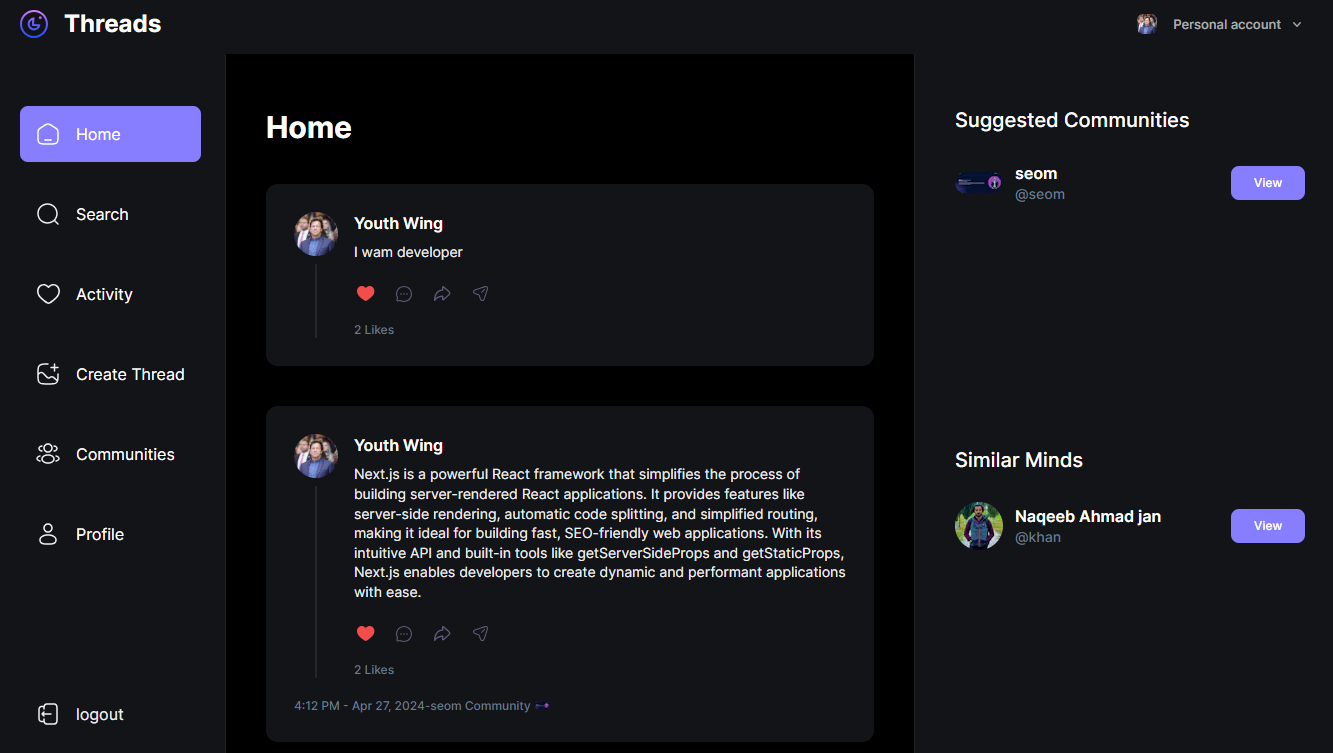 Threads
Personal account
Home
Search
Activity
Create Thread
Communities
Profile
logout
Home
Youth Wing
I wam developer
2 Likes
Youth Wing
Next.js is a powerful React framework that simplifies the process of
building server-rendered React applications. It provides features like
server-side rendering, automatic code splitting, and simplified routing,
making it ideal for building fast, SEO-friendly web applications. With its
intuitive API and built-in tools like getServerSideProps and getStaticProps,
Next.js enables developers to create dynamic and performant applications
with ease.
2 Likes
4:12 PM - Apr 27, 2024-seom Community
Suggested Communities
seom
@seom
View
Similar Minds
Naqeeb Ahmad jan
@khan
View